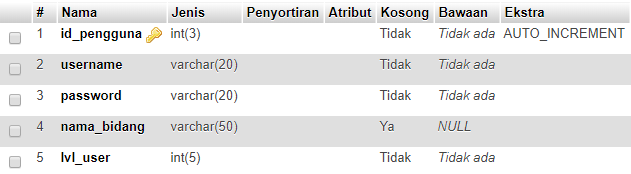 # Nama Jenis Penyortiran Atribut Kosong Bawaan Ekstra
1 id_pengguna int(3) Tidak Tidak ada AUTO_INCREMENT
2 username varchar(20) Tidak Tidak ada
3 password varchar(20) Tidak Tidak ada
4 nama_bidang varchar(50) Ya NULL
5 lvl_user int(5) Tidak Tidak ada